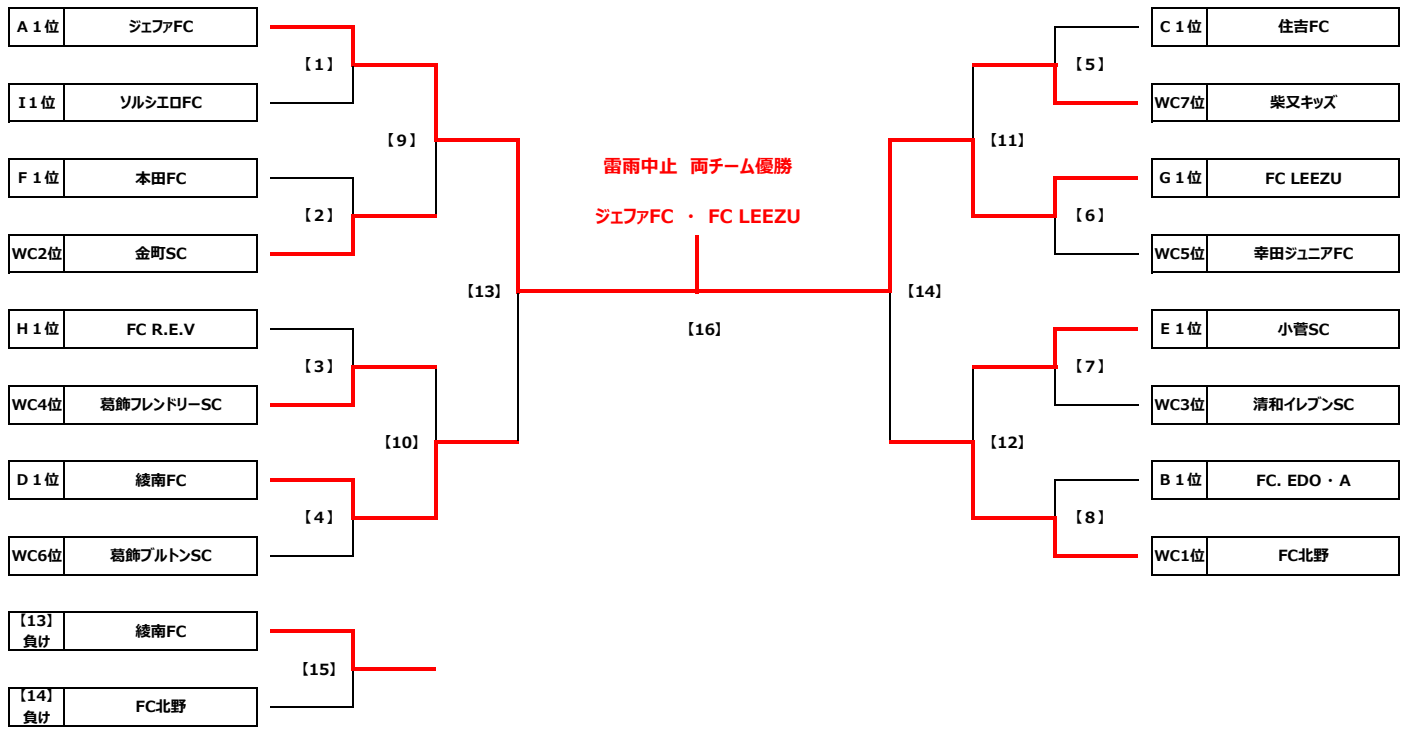 A 1位 ジェファFC
【1】
I 1位 ソルシエロFC
【9】
F 1位 本田FC
【2】
WC2位 金町SC
【13】
H 1位 FC R.E.V
【3】
WC4位 葛飾フレンドリーSC
【10】
D 1位 綾南FC
【4】
WC6位 葛飾ブルトンSC
【13】
負け
綾南FC
【15】
【14】
負け
FC北野
雷雨中止 両チーム優勝
ジェファFC ・ FC LEEZU
【16】
C 1位 住吉FC
【5】
WC7位 柴又キッズ
【11】
G 1位 FC LEEZU
【6】
WC5位 幸田ジュニアFC
【14】
E 1位 小菅SC
【7】
WC3位 清和イレブンSC
【12】
B 1位 FC. EDO・A
【8】
WC1位 FC北野